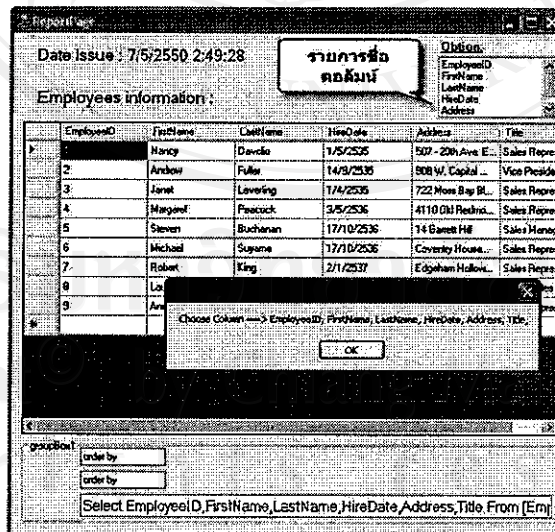 ReportPage
Date Issue : 7/5/2550 2:49:28
รายการชื่อ
คอลัมน์
Option:
EmployeeID
FirstName
LastName
HireDate
Address
Employees information :
EmployeeID FirstName LastName HireDate Address Title
Nancy Davolio 1/5/2535 507 - 20th Ave. E... Sales Repre
2 Andrew Fuller 14/8/2535 908 W. Capital ... Vice Preside
3 Janet Leverling 1/4/2535 722 Moss Bay Bl... Sales Repre
4 Margaret Peacock 3/5/2536 4110 Old Redmo... Sales Repre
5 Steven Buchanan 17/10/2536 14 Garrett Hill Sales Manag
6 Michael Suyama 17/10/2536 Coventry House... Sales Repre
7 Robert King 2/1/2537 Edgeham Hollow... Sales Repre
8
9
Choose Column ----> EmployeeID, FirstName, LastName, HireDate, Address, Title,
OK
groupBox1
order by
order by
Select EmployeeID,FirstName,LastName,HireDate,Address,Title From [Emp